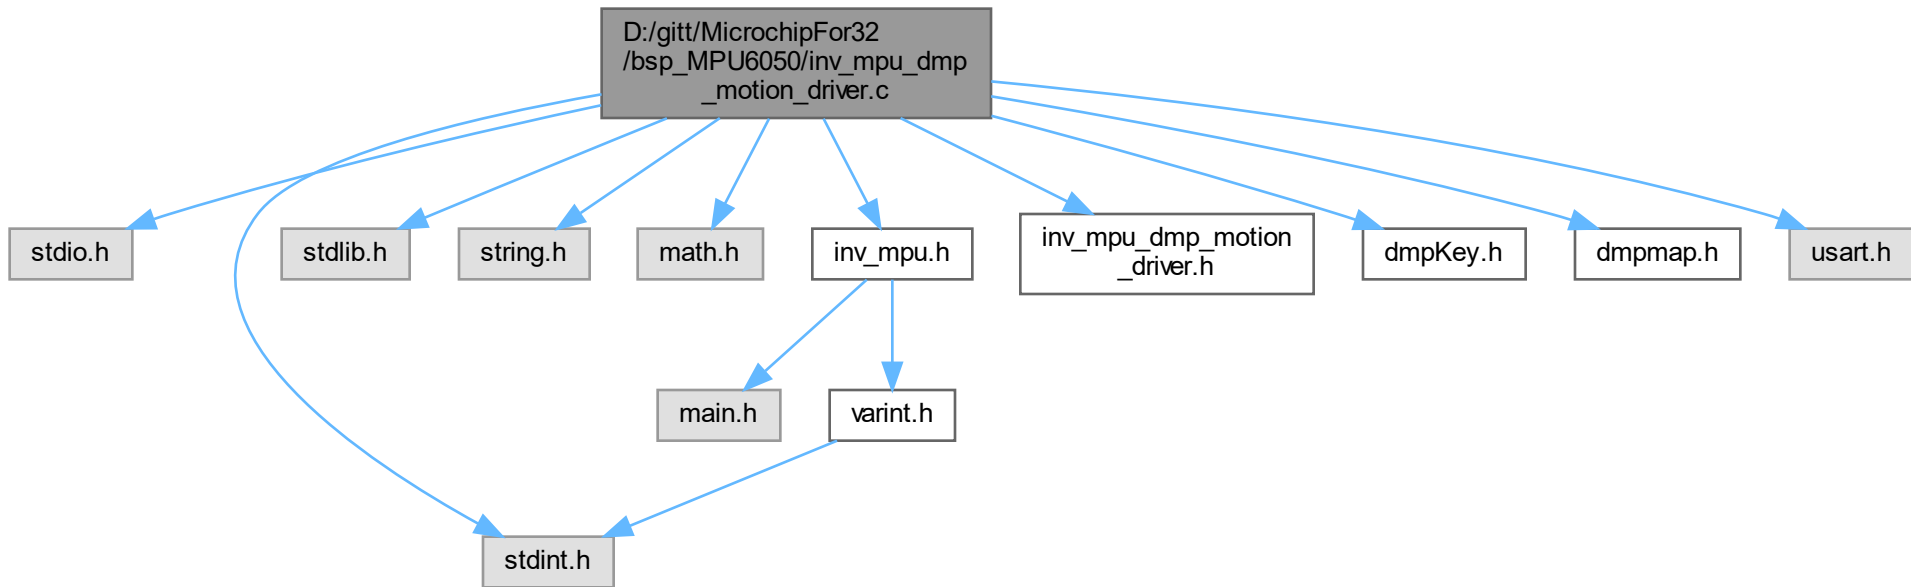 D:/gitt/MicrochipFor32
/bsp_MPU6050/inv_mpu_dmp
_motion_driver.c
stdio.h
stdlib.h
string.h
math.h
inv_mpu.h
inv_mpu_dmp_motion
_driver.h
dmpKey.h
dmpmap.h
usart.h
main.h
varint.h
stdint.h